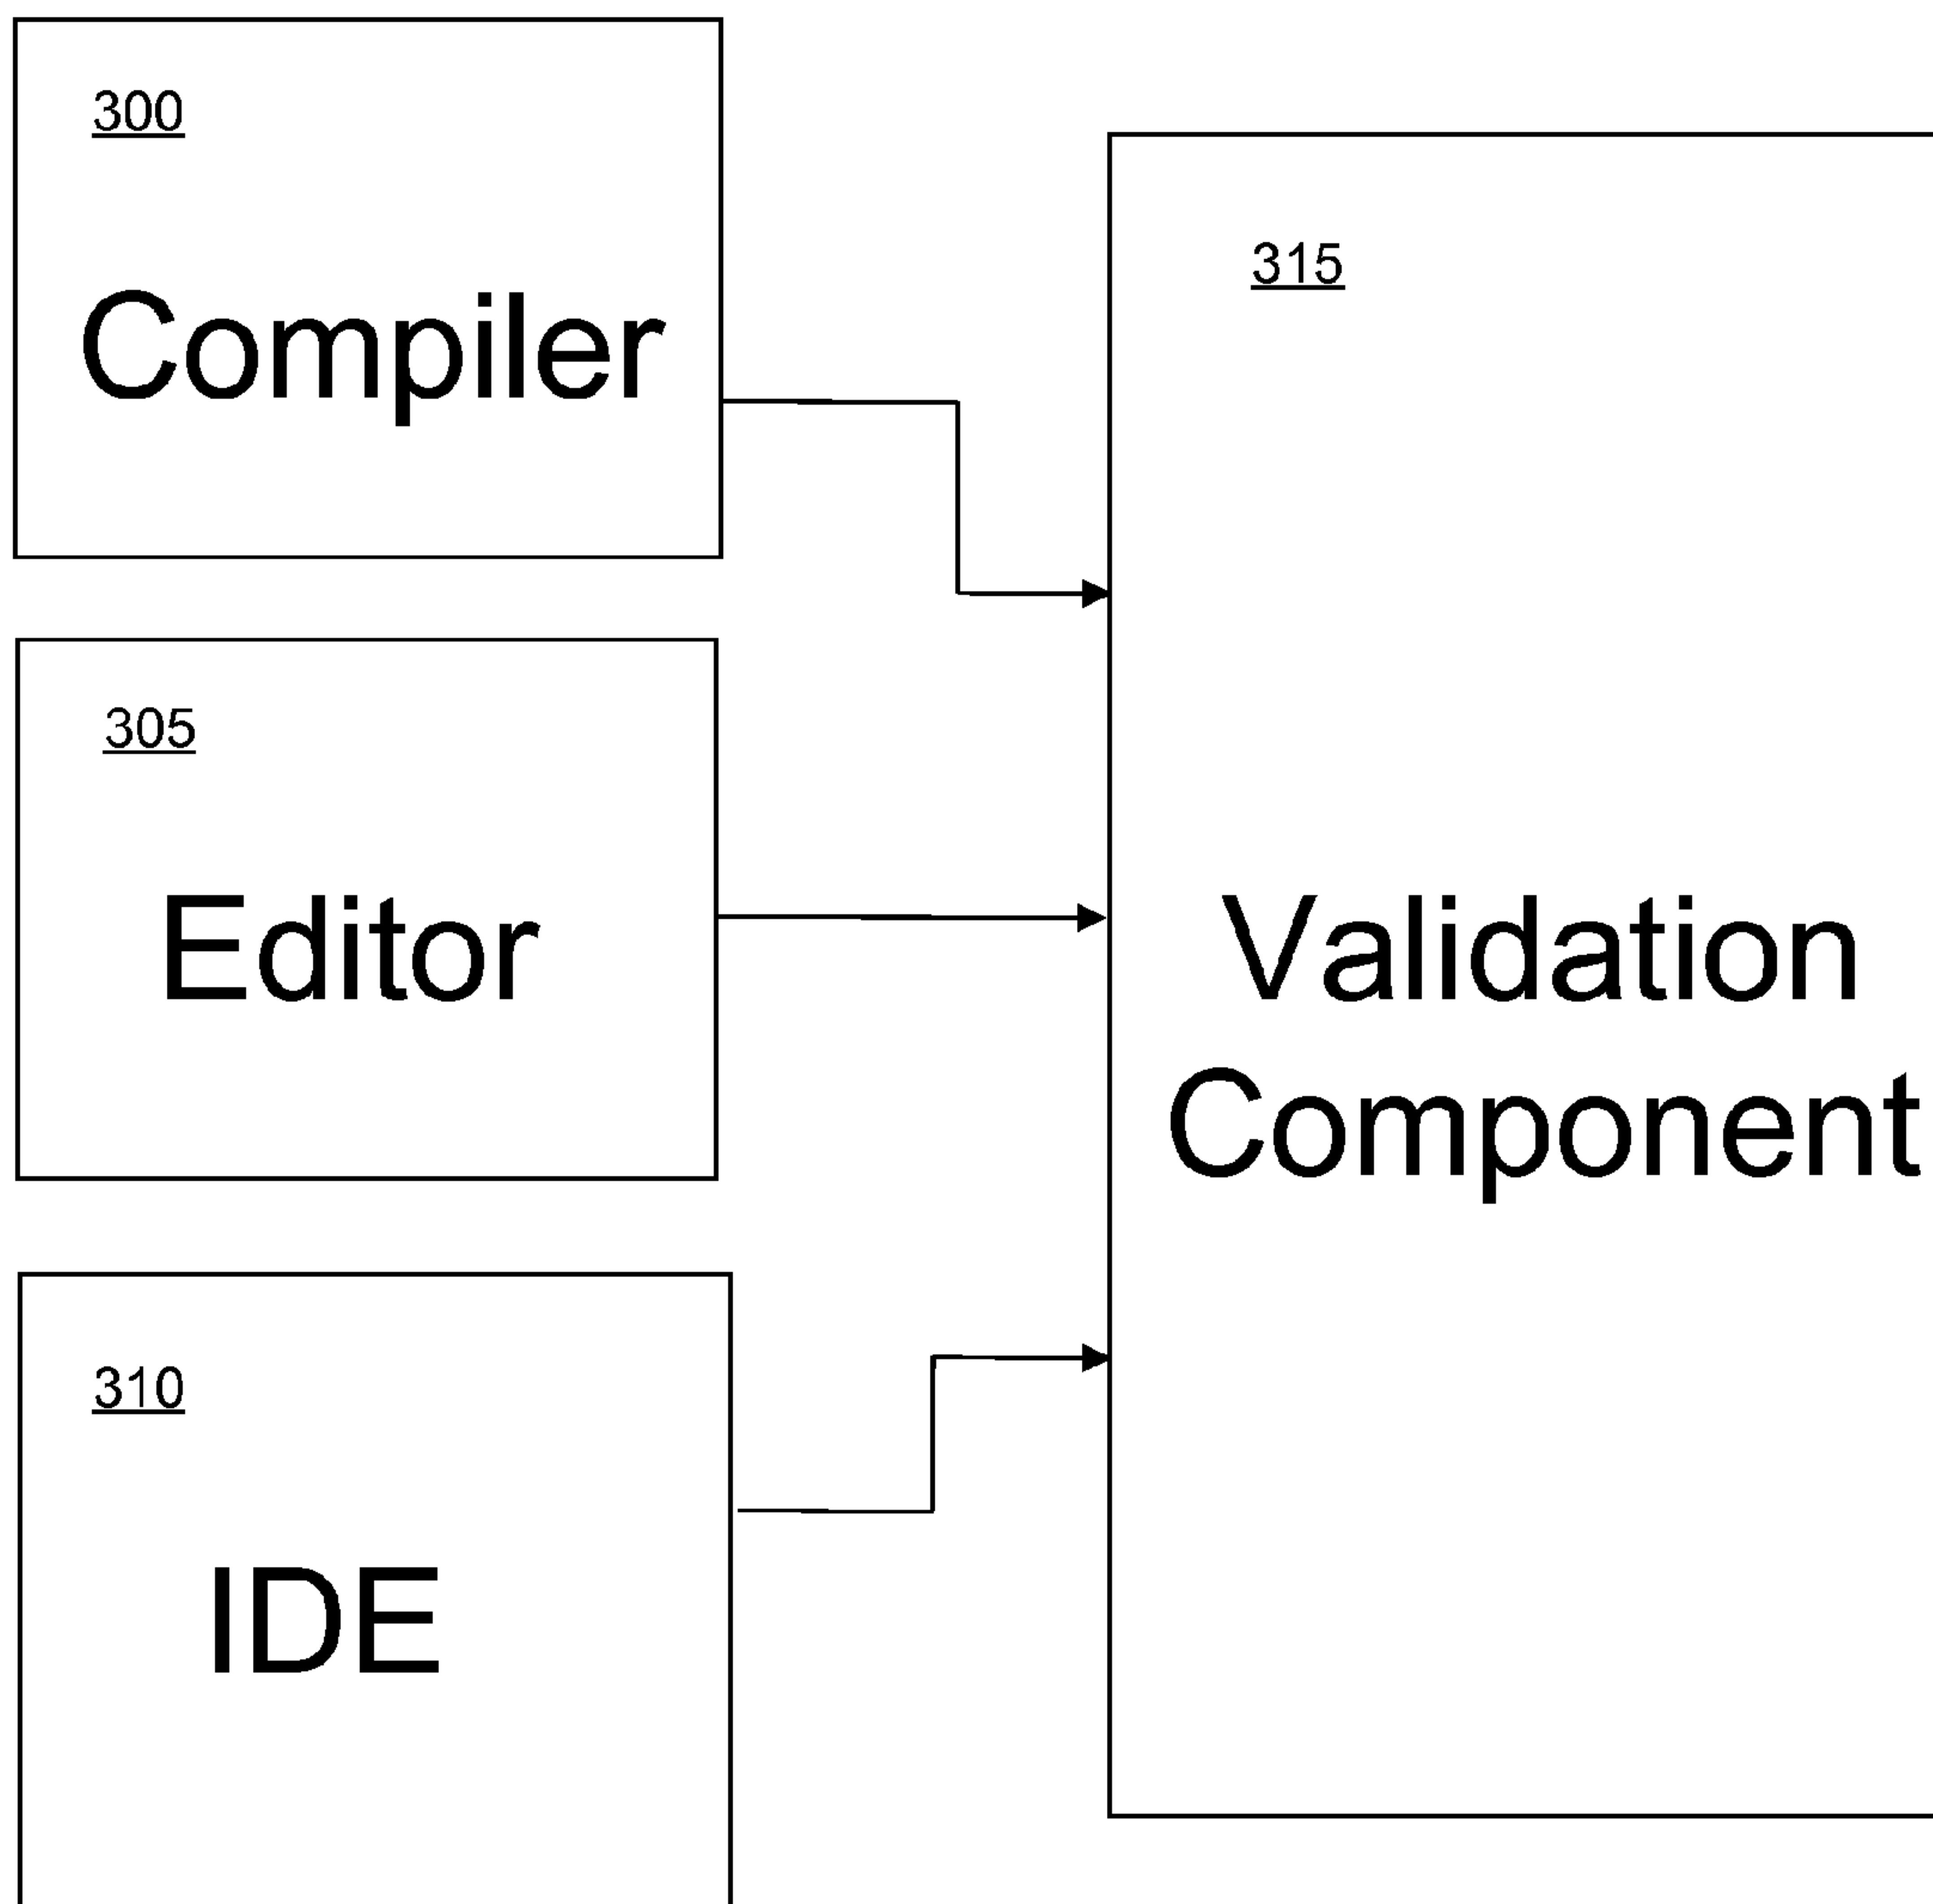 300
Compiler
305
Editor
310
IDE
315
Validation
Component